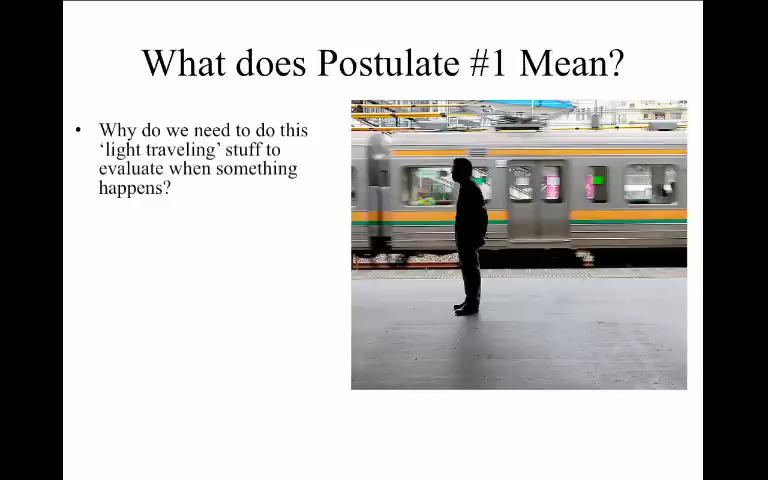 What does Postulate #1 Mean?
• Why do we need to do this
‘light traveling’ stuff to
evaluate when something
happens?